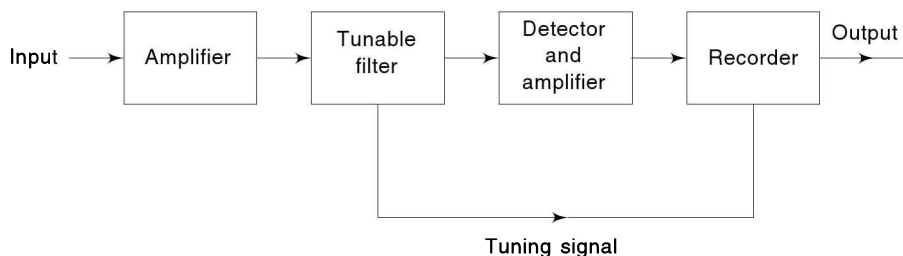 Input
Amplifier
Tunable
filter
Detector
and
amplifier
Recorder
Output
Tuning signal